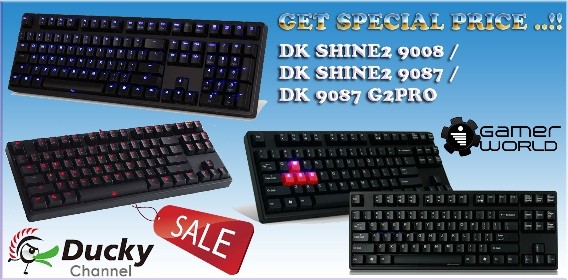 GET SPECIAL PRICE ..!!
DK SHINE2 9008 /
DK SHINE2 9087 /
DK 9087 G2PRO
GAMER
WORLD
SALE
Ducky
Channel